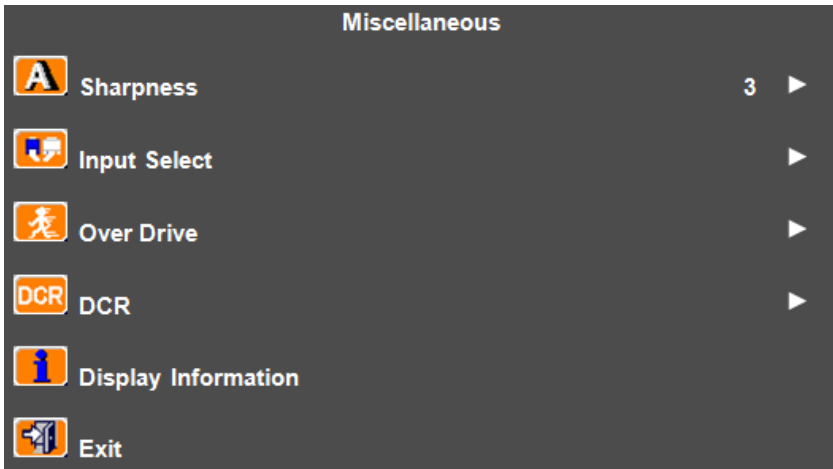 Miscellaneous
A Sharpness 3
Input Select
Over Drive
DCR DCR
i Display Information
Exit